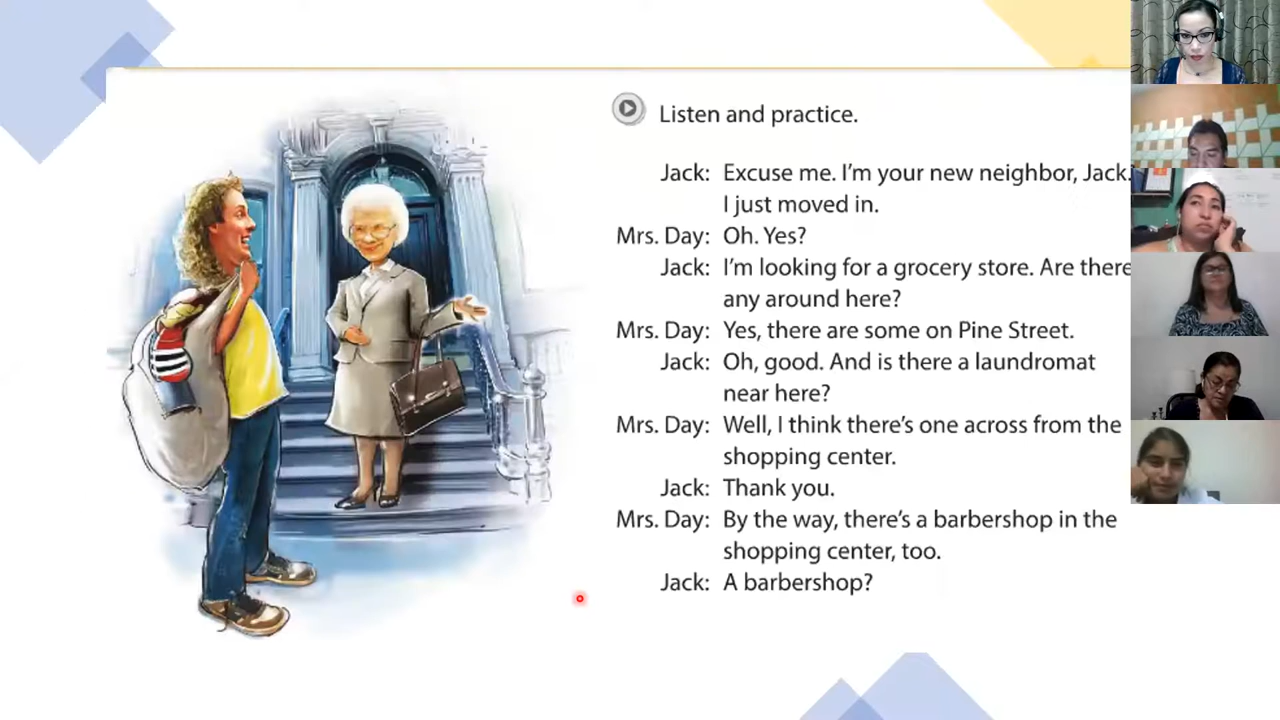 Listen and practice.
Jack: Excuse me. I'm your new neighbor, Jack.
I just moved in.
Mrs. Day: Oh. Yes?
Jack: I'm looking for a grocery store. Are there
any around here?
Mrs. Day: Yes, there are some on Pine Street.
Jack: Oh, good. And is there a laundromat
near here?
Mrs. Day: Well, I think there's one across from the
shopping center.
Jack: Thank you.
Mrs. Day: By the way, there's a barbershop in the
shopping center, too.
Jack: A barbershop?